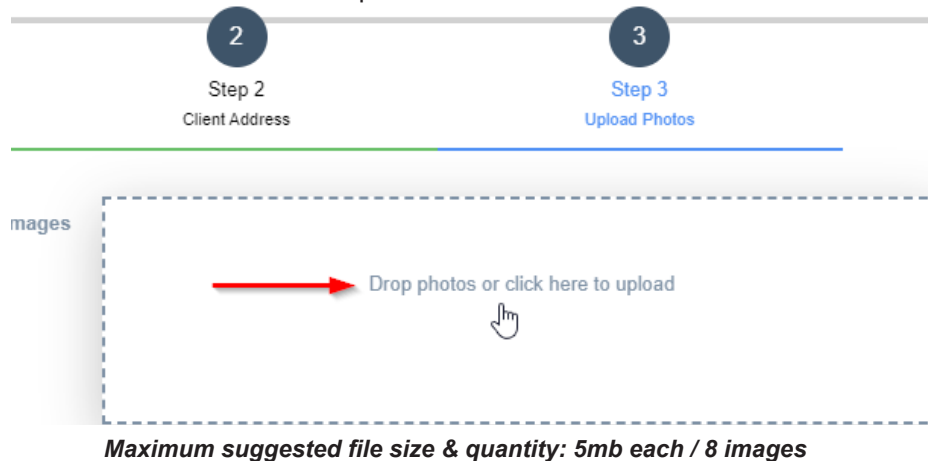 2
3
Step 2
Step 3
Client Address
Upload Photos
mages
Drop photos or click here to upload
Maximum suggested file size & quantity: 5mb each / 8 images